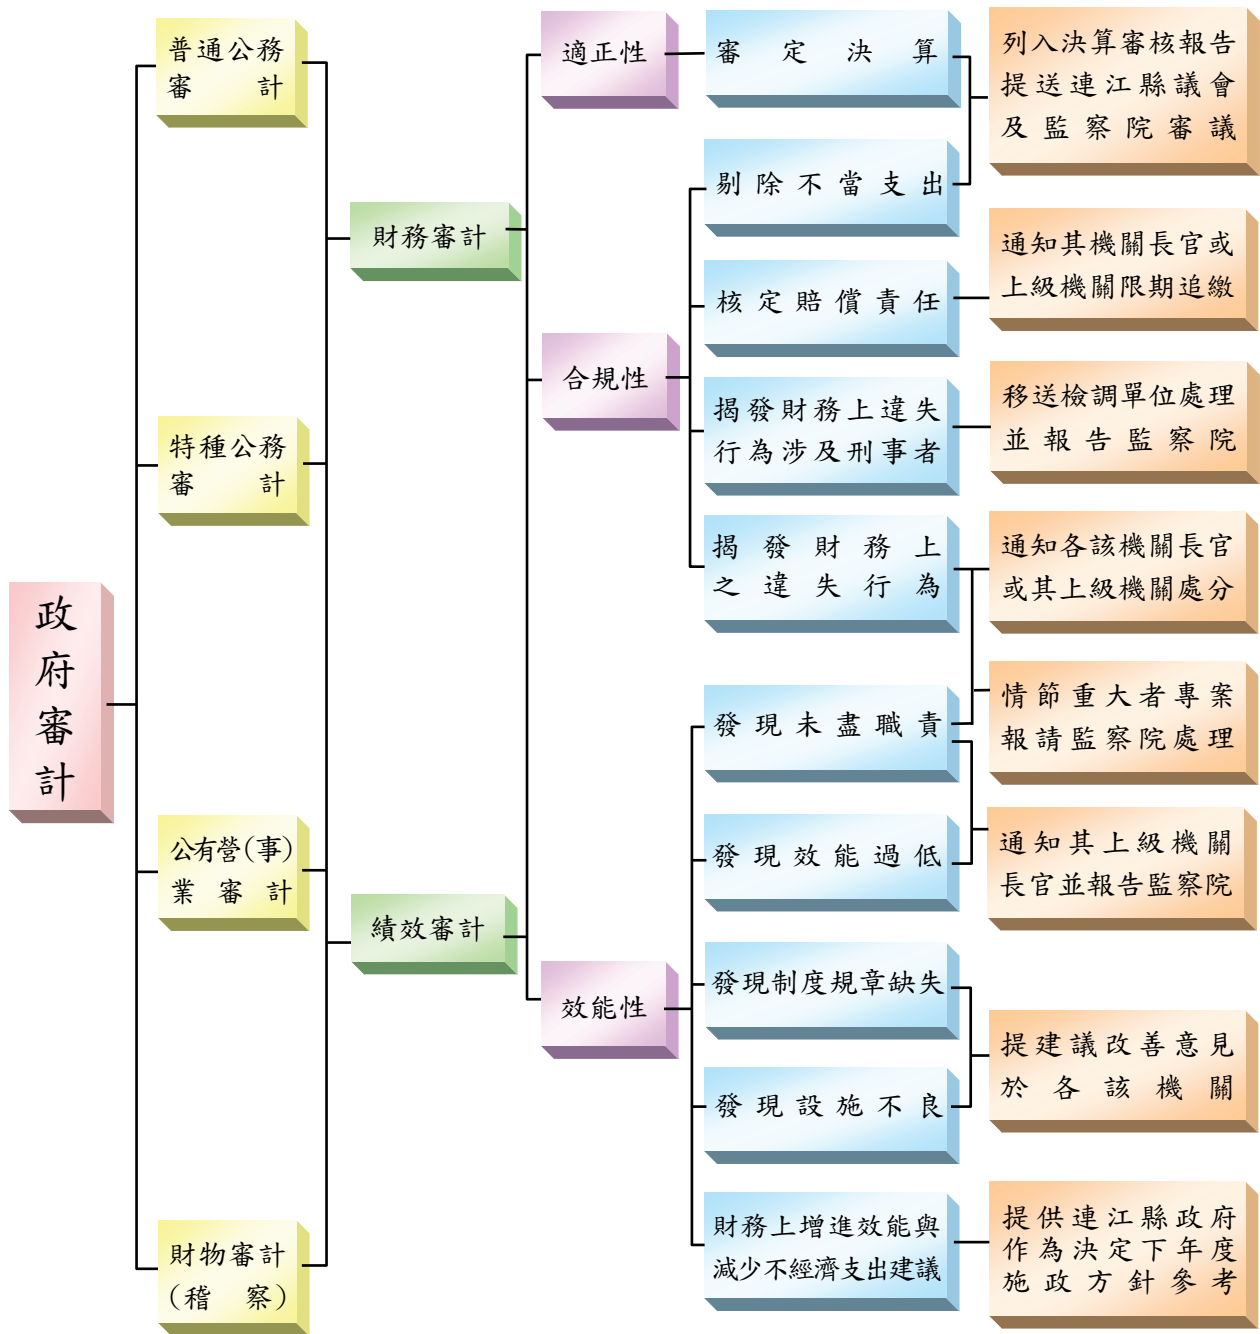 政府審計
普通公務
審計
特種公務
審計
公有營(事)
業審計
財物審計
(稽察)
財務審計
績效審計
適正性
合規性
效能性
審定決算
剔除不當支出
核定賠償責任
揭發財務上違失
行為涉及刑事者
揭發財務上
之違失行為
發現未盡職責
發現效能過低
發現制度規章缺失
發現設施不良
財務上增進效能與
減少不經濟支出建議
列入決算審核報告
提送連江縣議會
及監察院審議
通知其機關長官或
上級機關限期追繳
移送檢調單位處理
並報告監察院
通知各該機關長官
或其上級機關處分
情節重大者專案
報請監察院處理
通知其上級機關
長官並報告監察院
提建議改善意見
於各該機關
提供連江縣政府
作為決定下年度
施政方針參考